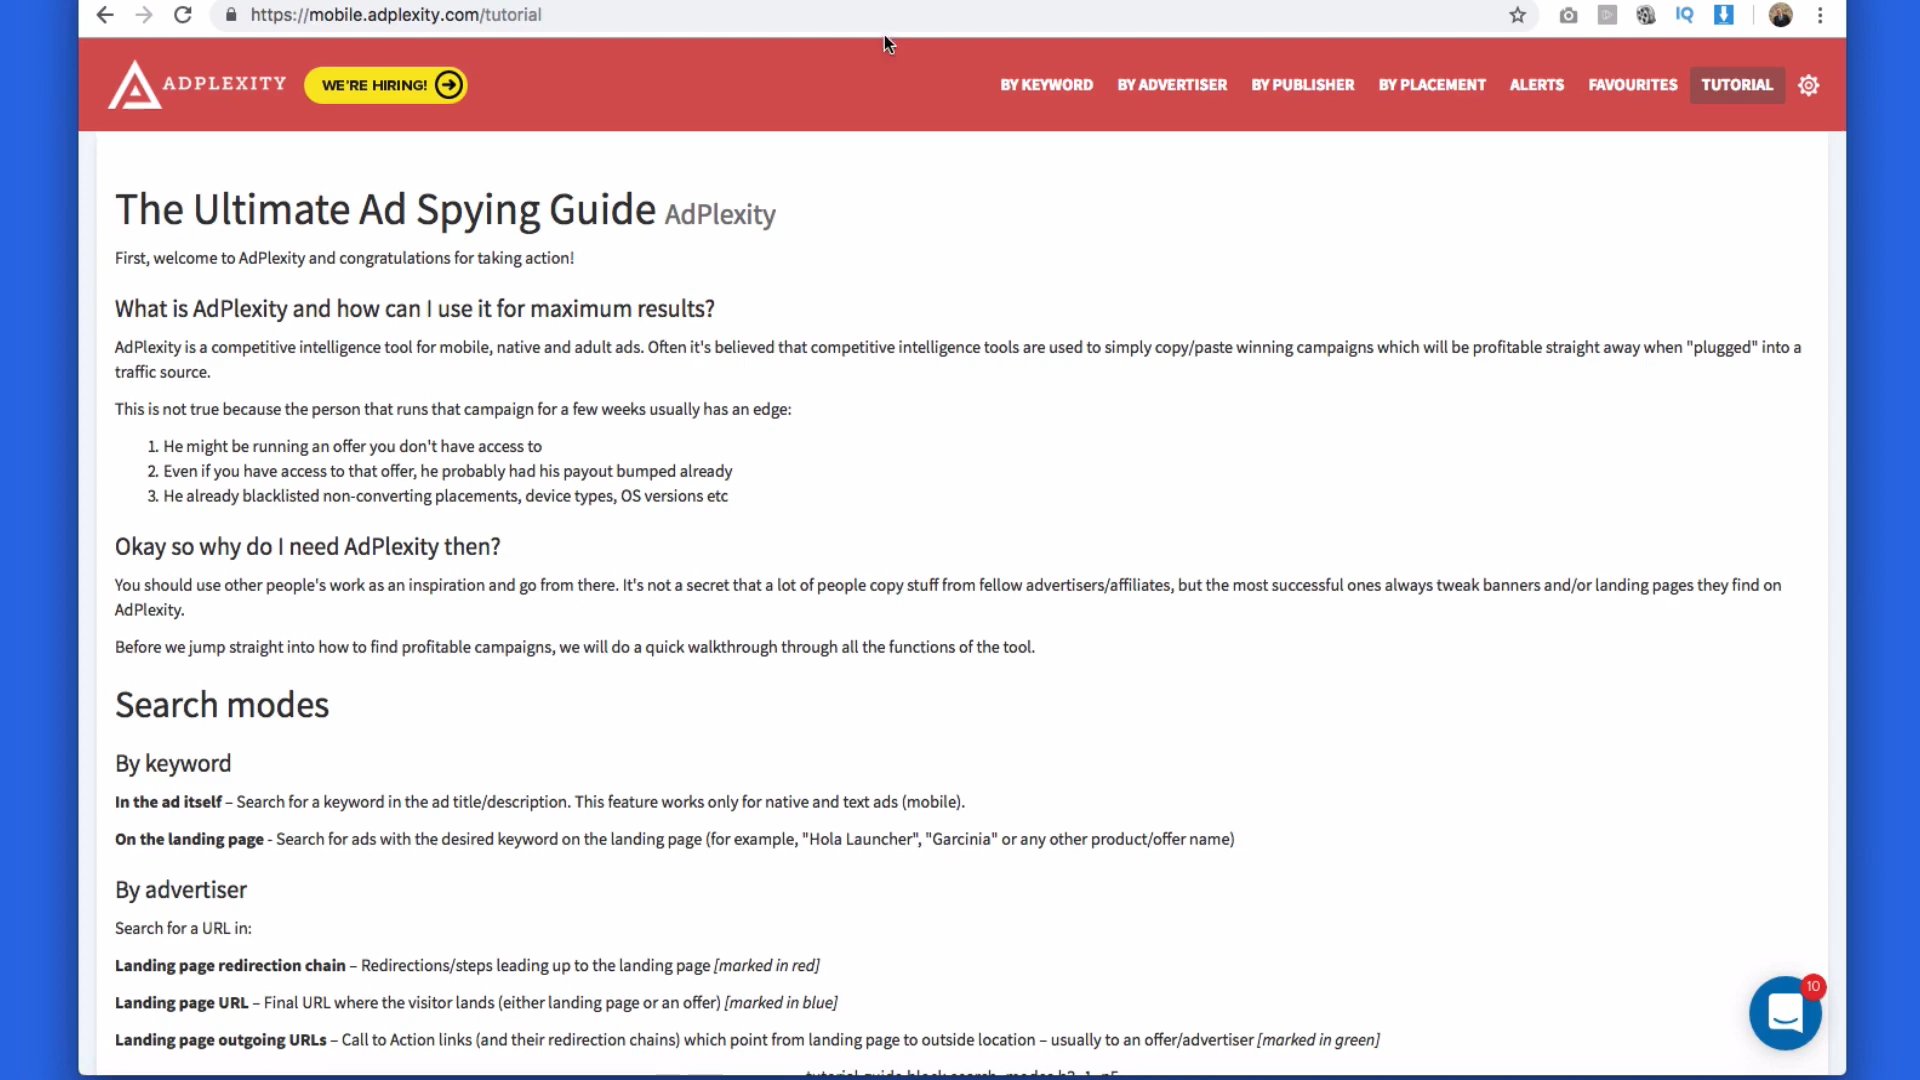 https://mobile.adplexity.com/tutorial
IQ
ADPLEXITY
WE'RE HIRING!
BY KEYWORD
BY ADVERTISER
BY PUBLISHER
BY PLACEMENT
ALERTS
FAVOURITES
TUTORIAL
The Ultimate Ad Spying Guide AdPlexity
First, welcome to AdPlexity and congratulations for taking action!
What is AdPlexity and how can I use it for maximum results?
AdPlexity is a competitive intelligence tool for mobile, native and adult ads. Often it's believed that competitive intelligence tools are used to simply copy/paste winning campaigns which will be profitable straight away when "plugged" into a
traffic source.
This is not true because the person that runs that campaign for a few weeks usually has an edge:
1. He might be running an offer you don't have access to
2. Even if you have access to that offer, he probably had his payout bumped already
3. He already blacklisted non-converting placements, device types, OS versions etc
Okay so why do I need AdPlexity then?
You should use other people's work as an inspiration and go from there. It's not a secret that a lot of people copy stuff from fellow advertisers/affiliates, but the most successful ones always tweak banners and/or landing pages they find on
AdPlexity.
Before we jump straight into how to find profitable campaigns, we will do a quick walkthrough through all the functions of the tool.
Search modes
By keyword
In the ad itself – Search for a keyword in the ad title/description. This feature works only for native and text ads (mobile).
On the landing page - Search for ads with the desired keyword on the landing page (for example, "Hola Launcher", "Garcinia" or any other product/offer name)
By advertiser
Search for a URL in:
Landing page redirection chain – Redirections/steps leading up to the landing page [marked in red]
Landing page URL – Final URL where the visitor lands (either landing page or an offer) [marked in blue]
Landing page outgoing URLs – Call to Action links (and their redirection chains) which point from landing page to outside location – usually to an offer/advertiser [marked in green]
10